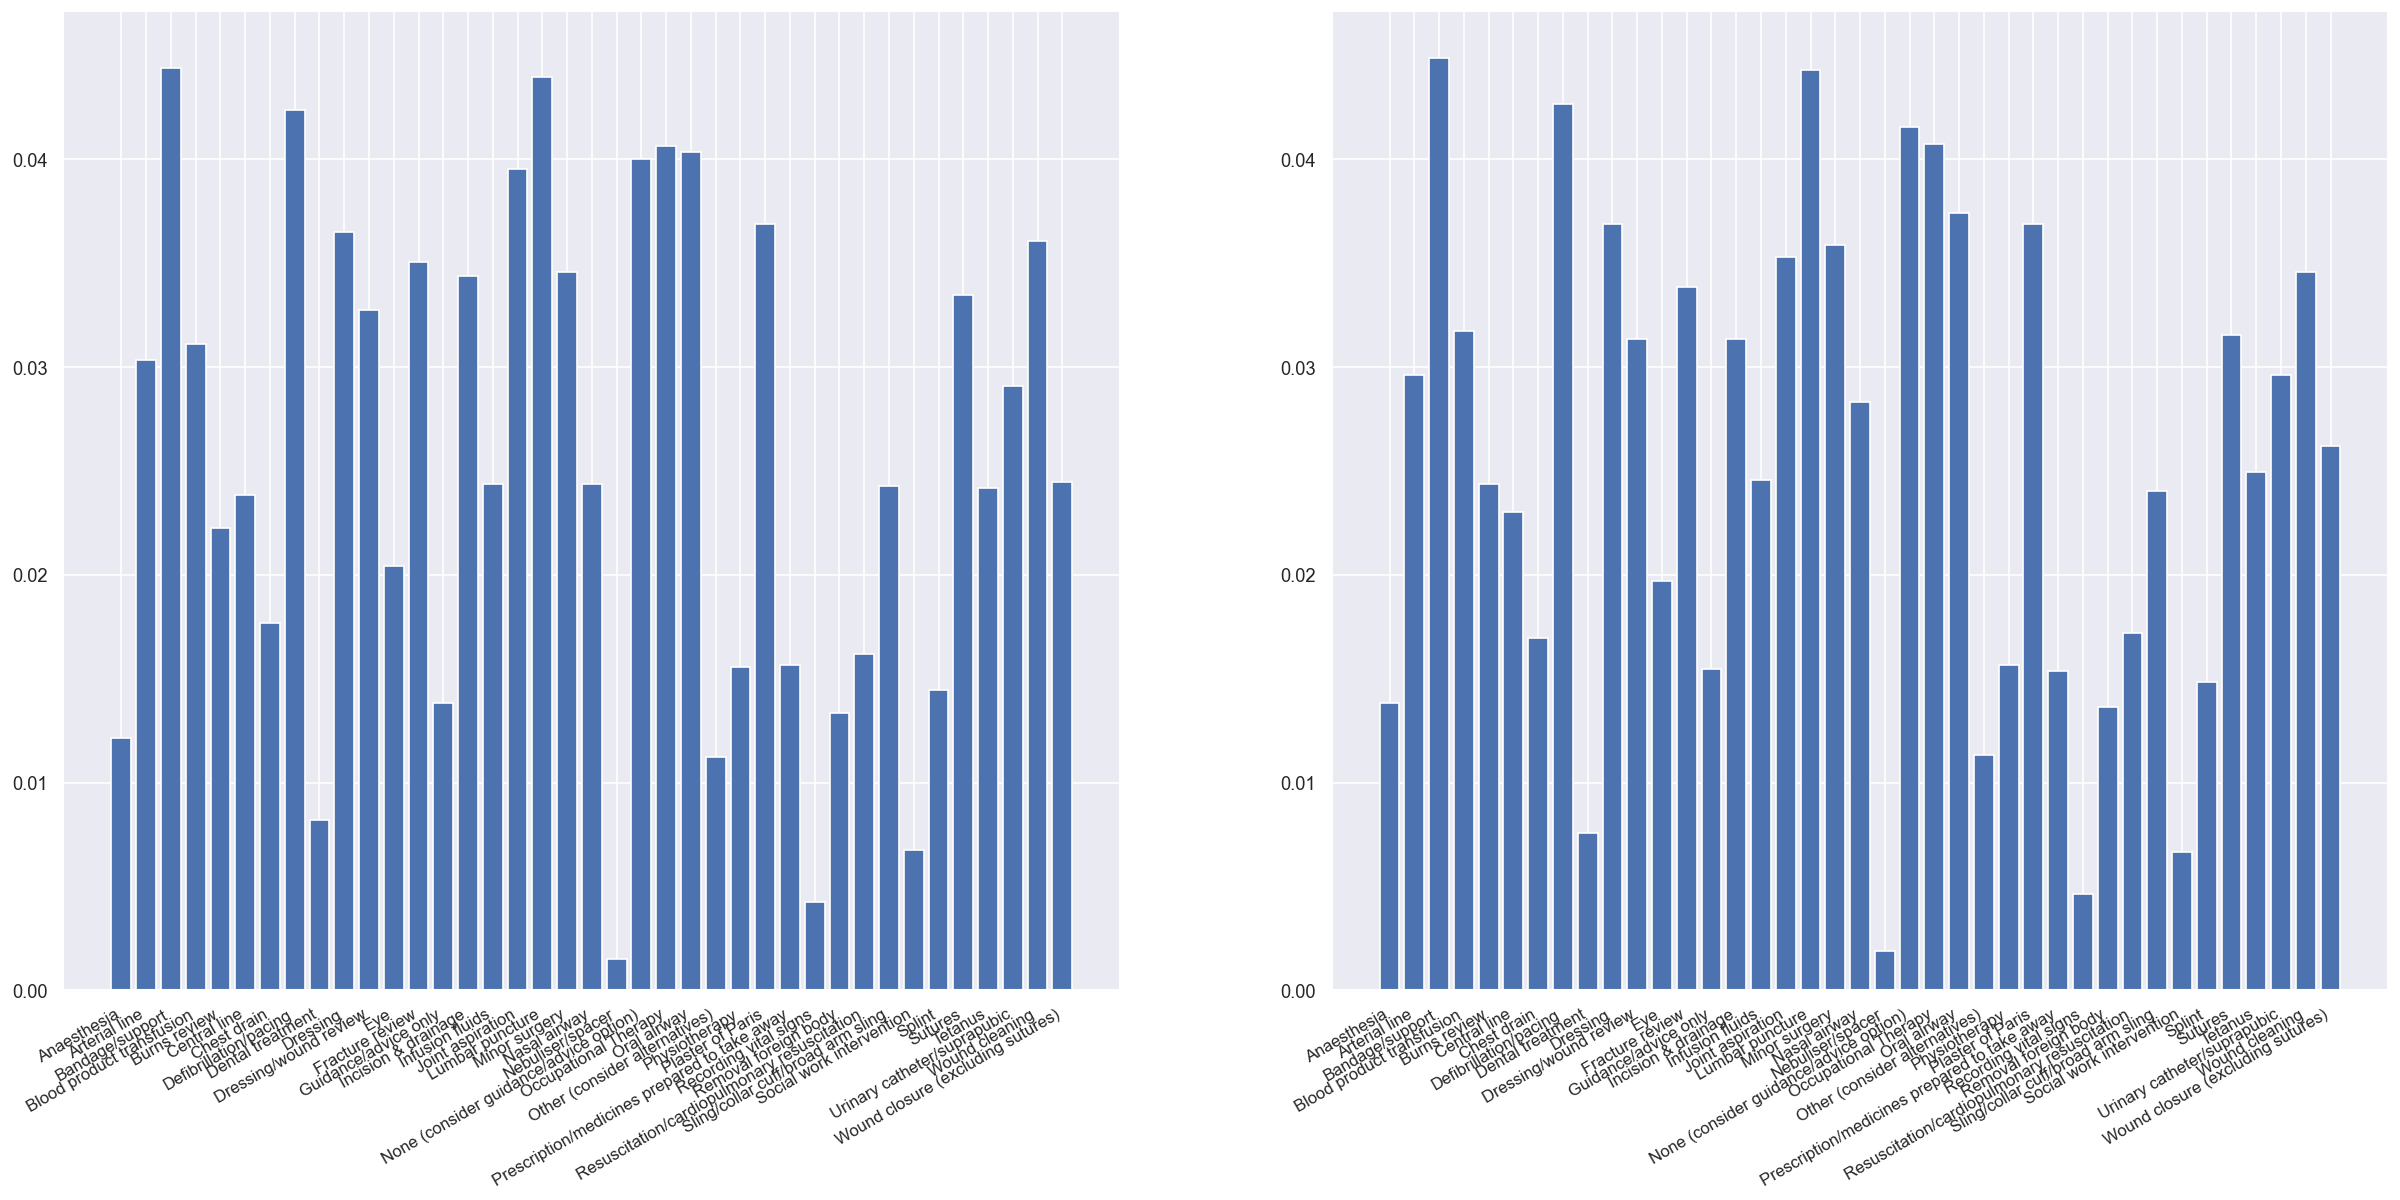 0.04
0.03
0.02
0.01
0.00
Anaesthesia
Arterial line
Bandage/support
Blood product transfusion
Burns review
Central line
Chest drain
Defibrillation/pacing
Dental treatment
Dressing
Dressing/wound review
Eye
Fracture review
Guidance/advice only
Incision & drainage
Infusion fluids
Joint aspiration
Lumbar puncture
Minor surgery
Nasal airway
Nebuliser/spacer
None (consider guidance/advice option)
Occupational Therapy
Oral airway
Other (consider alternatives)
Physiotherapy
Plaster of Paris
Prescription/medicines prepared to take away
Recording vital signs
Removal foreign body
Resuscitation/cardiopulmonary resuscitation
Sling/collar cuff/broad arm sling
Social work intervention
Splint
Sutures
Tetanus
Urinary catheter/suprapubic
Wound cleaning
Wound closure (excluding sutures)
0.04
0.03
0.02
0.01
0.00
Anaesthesia
Arterial line
Bandage/support
Blood product transfusion
Burns review
Central line
Chest drain
Defibrillation/pacing
Dental treatment
Dressing
Dressing/wound review
Eye
Fracture review
Guidance/advice only
Incision & drainage
Infusion fluids
Joint aspiration
Lumbar puncture
Minor surgery
Nasal airway
Nebuliser/spacer
None (consider guidance/advice option)
Occupational Therapy
Oral airway
Other (consider alternatives)
Physiotherapy
Plaster of Paris
Prescription/medicines prepared to take away
Recording vital signs
Removal foreign body
Resuscitation/cardiopulmonary resuscitation
Sling/collar cuff/broad arm sling
Social work intervention
Splint
Sutures
Tetanus
Urinary catheter/suprapubic
Wound cleaning
Wound closure (excluding sutures)